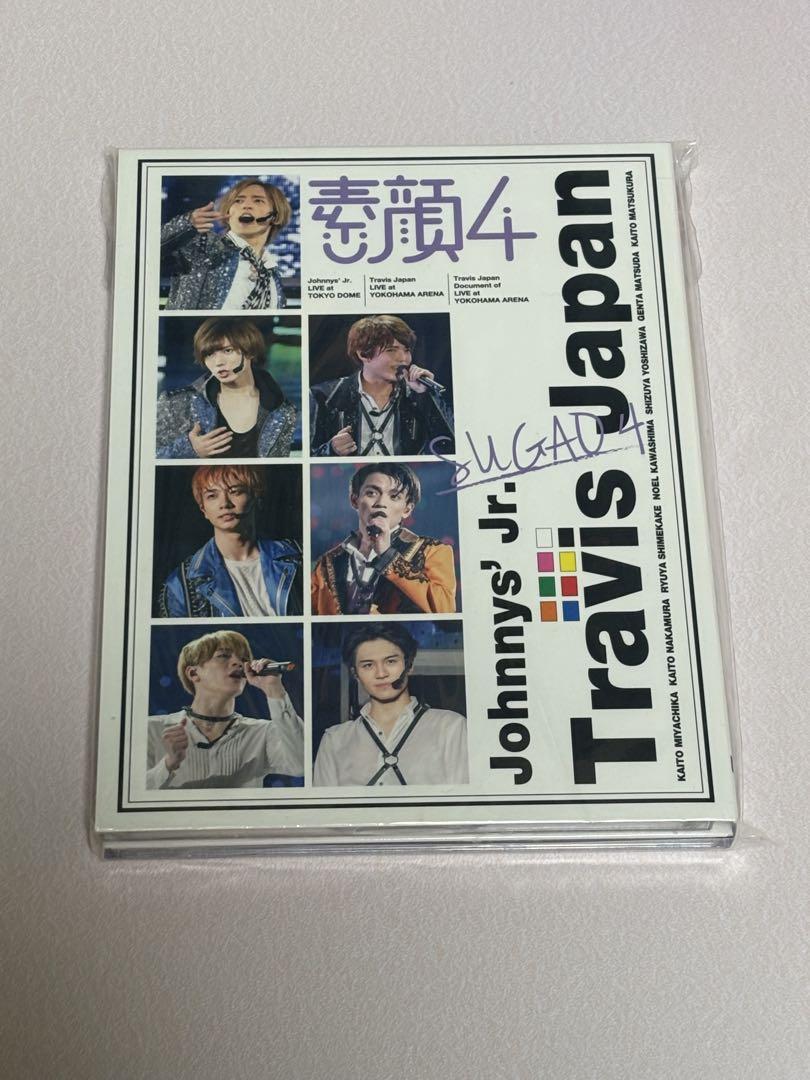 素顔4
Johnnys' Jr.
LIVE at
TOKYO DOME
Travis Japan
LIVE at
YOKOHAMA ARENA
Travis Japan
Document of
LIVE at
YOKOHAMA ARENA
SUGAO4
Johnnys' Jr.
Travis Japan
KAITO MIYACHIKA KAITO NAKAMURA RYUYA SHIMEKAKE NOEL KAWASHIMA SHIZUYA YOSHIZAWA GENTA MATSUDA KAITO MATSUKURA